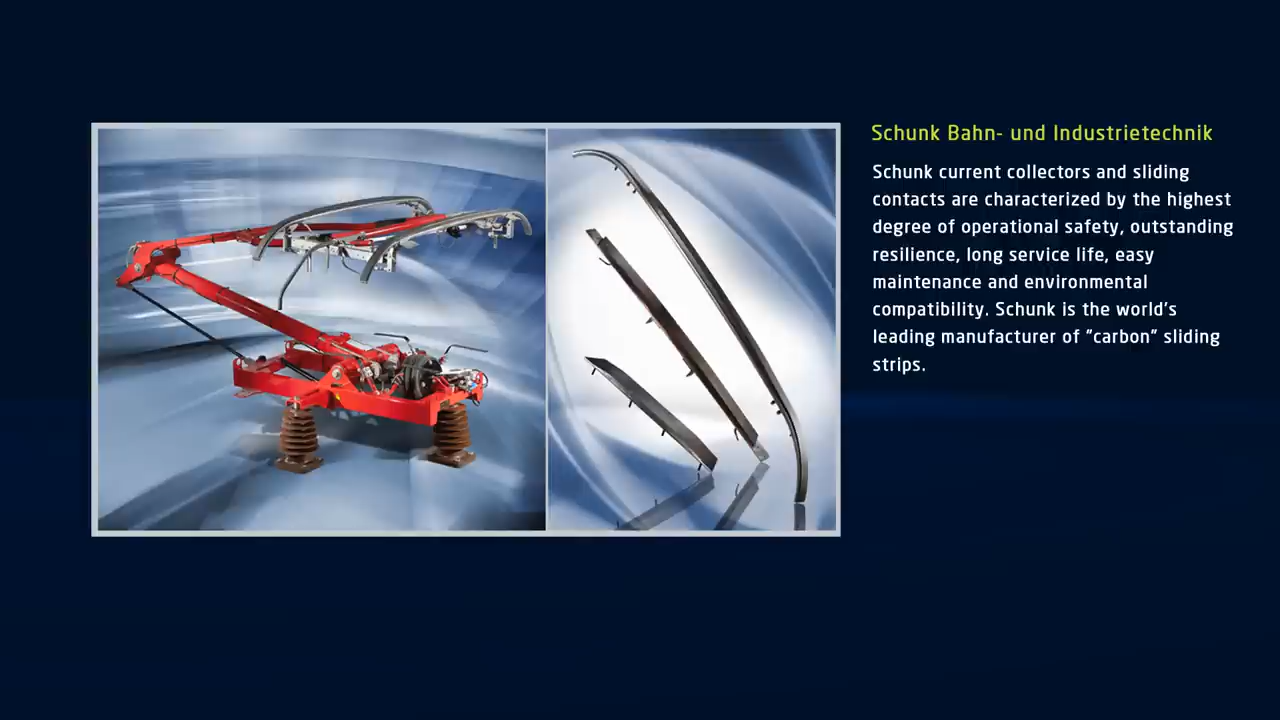 Schunk Bahn- und Industrietechnik
Schunk current collectors and sliding
contacts are characterized by the highest
degree of operational safety, outstanding
resilience, long service life, easy
maintenance and environmental
compatibility. Schunk is the world's
leading manufacturer of "carbon" sliding
strips.